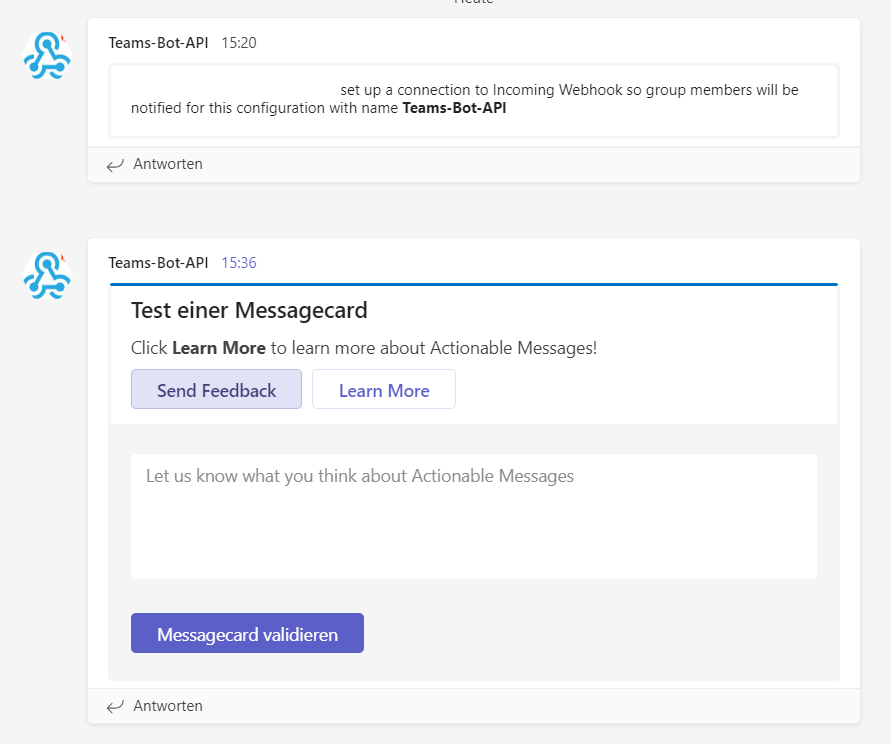 Heute
Teams-Bot-API 15:20
set up a connection to Incoming Webhook so group members will be
notified for this configuration with name Teams-Bot-API
Antworten
Teams-Bot-API 15:36
Test einer Messagecard
Click Learn More to learn more about Actionable Messages!
Send Feedback Learn More
Let us know what you think about Actionable Messages
Messagecard validieren
Antworten